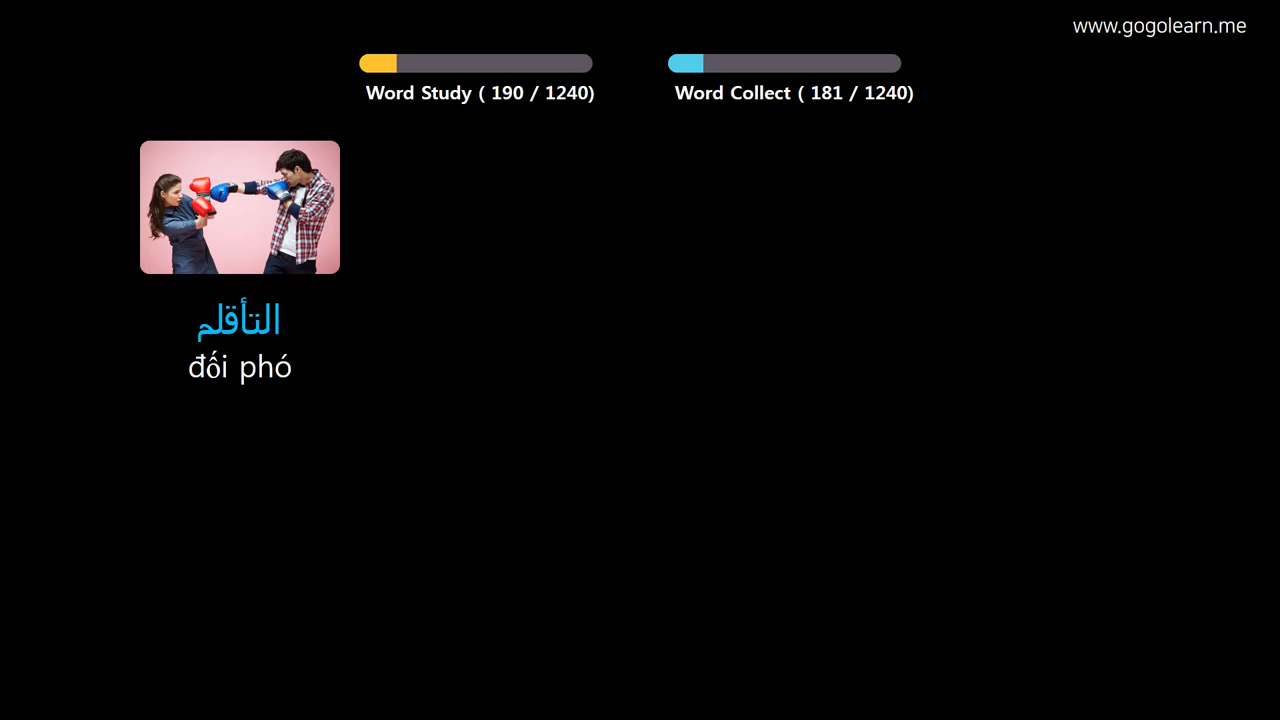 www.gogolearn.me
Word Study ( 190 / 1240)
Word Collect ( 181 / 1240)
التأقلم
đối phó